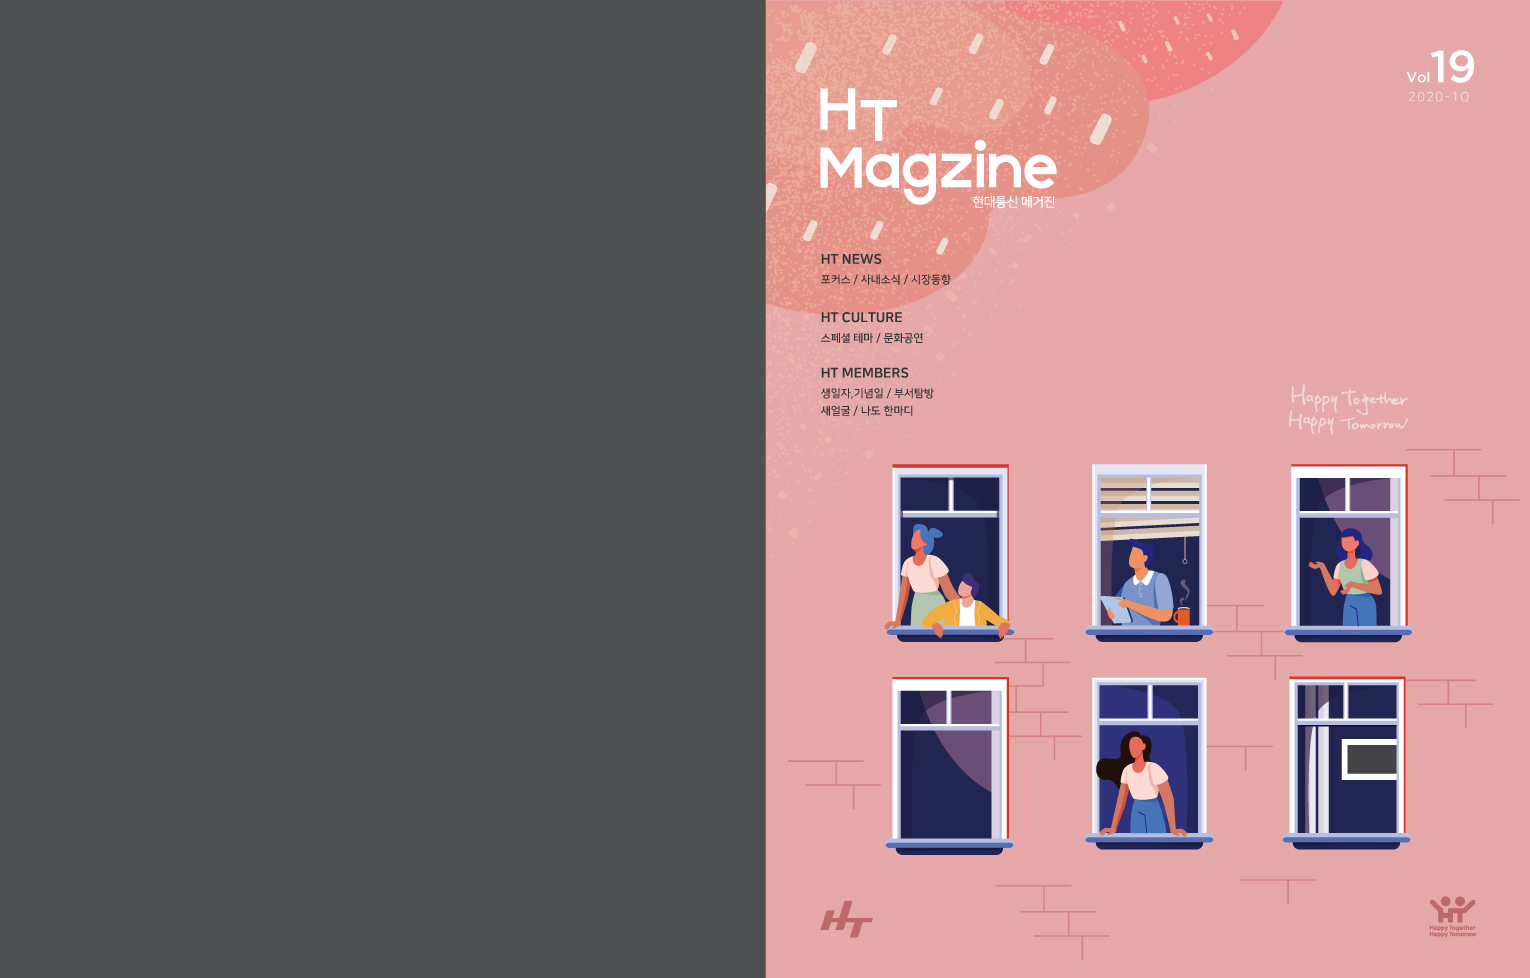 Vol 19
2020-1Q
HT
Magzine
현대통신 메거진
HT NEWS
포커스 / 사내소식 / 시장동향
HT CULTURE
스페셜 테마 / 문화공연
HT MEMBERS
생일자,기념일 / 부서탐방
새얼굴 / 나도 한마디
Happy Together
Happy Tomorrow
HT
HT
Happy Together
Happy Tomorrow